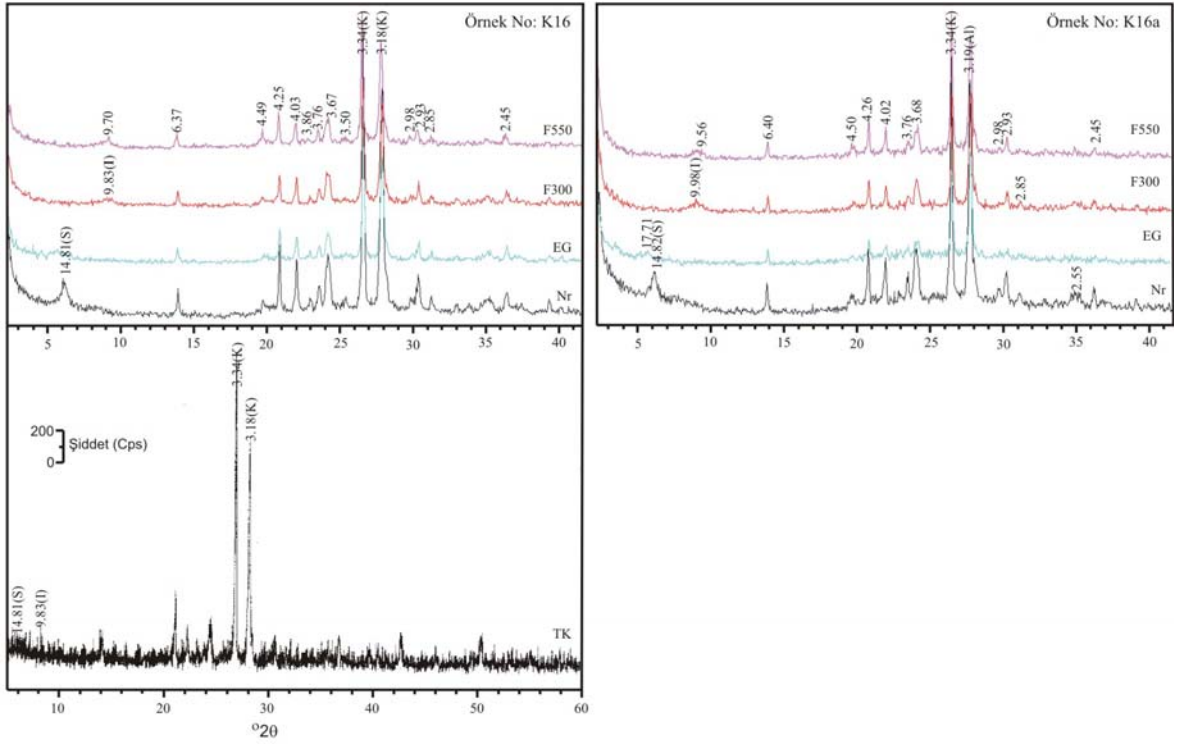 Örnek No: K16
3.34(K)
3.18(K)
9.70
6.37
4.49
4.25
4.03
3.86
3.76
3.67
3.50
2.98
2.93
2.85
2.45
F550
9.83(I)
F300
14.81(S)
EG
Nr
5 10 15 20 25 30 35 40
Örnek No: K16a
3.34(K)
3.19(Al)
9.56
6.40
4.50
4.26
4.02
3.76
3.68
2.98
2.93
2.45
F550
9.98(I)
2.85
F300
17.71
14.82(S)
EG
2.55
Nr
5 10 15 20 25 30 35 40
3.34(K)
3.18(K)
200
Şiddet (Cps)
0
14.81(S)
9.83(I)
TK
10 20 30 40 50 60
°2θ